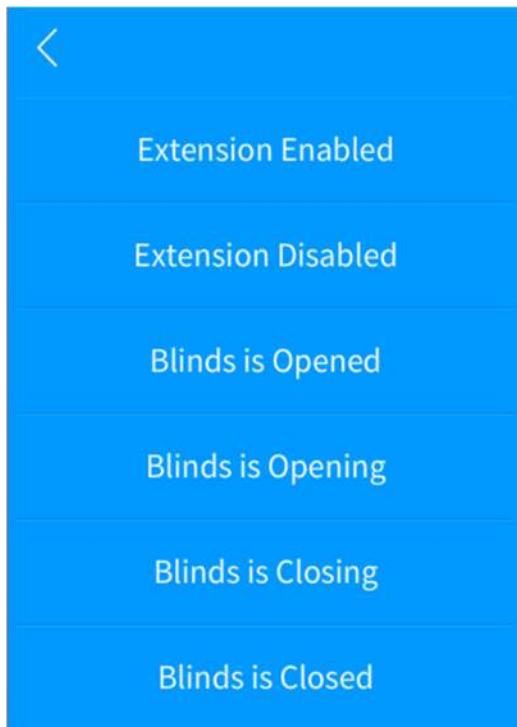 Extension Enabled
Extension Disabled
Blinds is Opened
Blinds is Opening
Blinds is Closing
Blinds is Closed